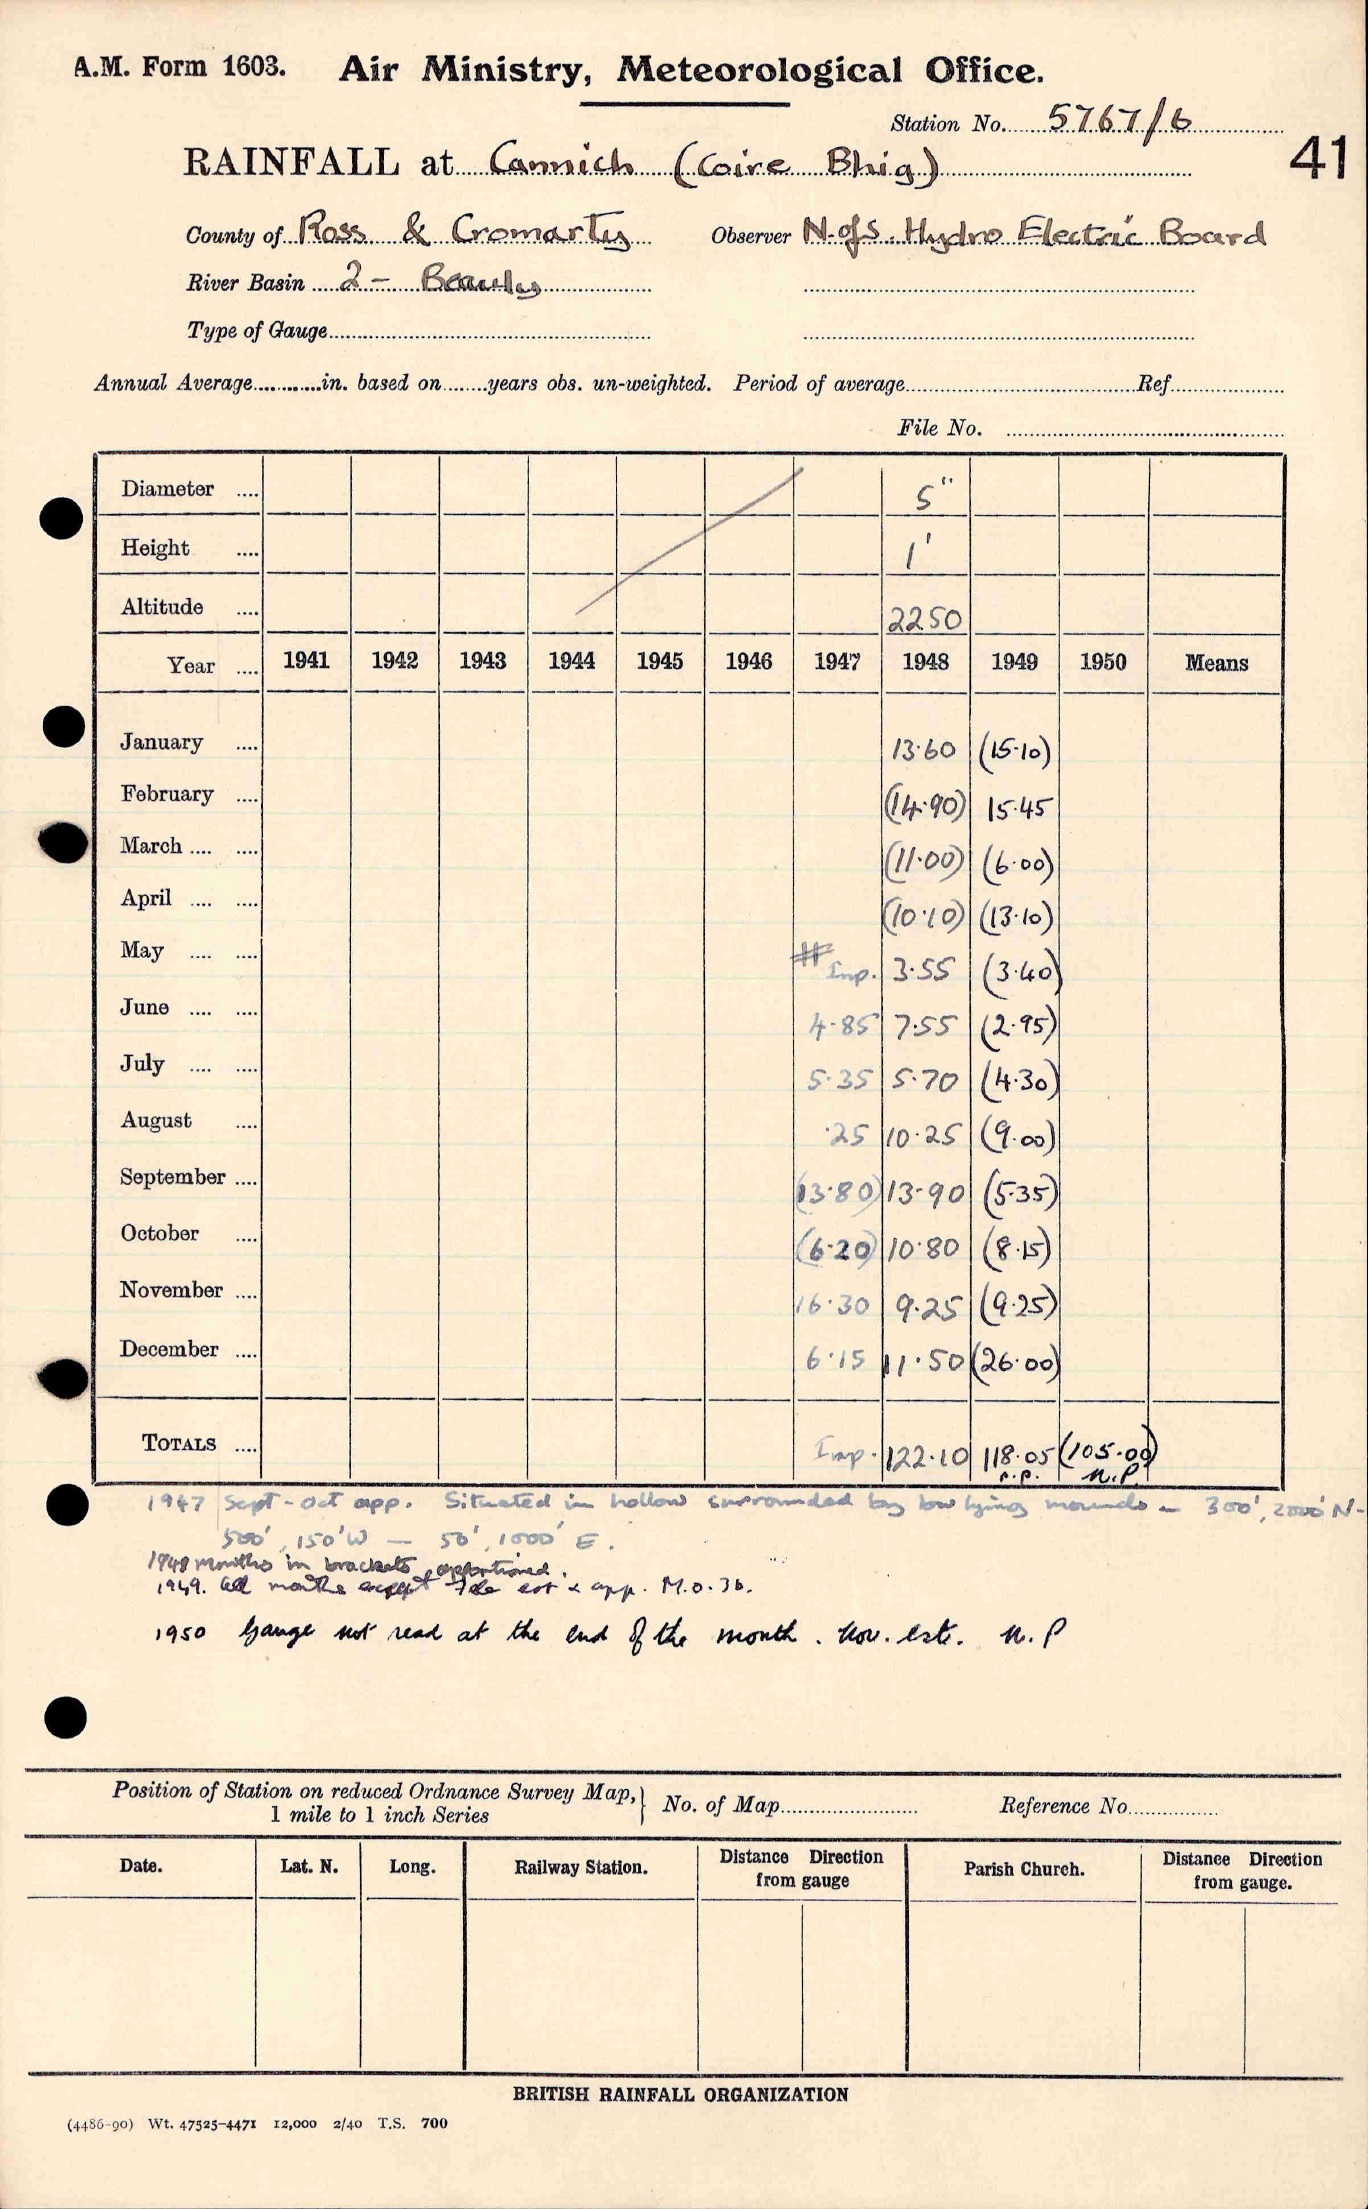 A.M. Form 1603. Air Ministry, Meteorological Office.
Station No. 5767/6
41
RAINFALL at Cannich (Coire Bhig)
County of Ross & Cromarty Observer N. of S. Hydro Electric Board
River Basin 2 - Beauly
Type of Gauge
Annual Average in. based on years obs. un-weighted. Period of average Ref.
File No.
Diameter .... 5"
Height .... 1'
Altitude .... 2250
Year .... 1941 1942 1943 1944 1945 1946 1947 1948 1949 1950 Means
January .... 13.60 (15.10)
February .... (14.90) 15.45
March .... .... (11.00) (6.00)
April .... .... (10.10) (13.10)
May .... .... Inp. 3.55 (3.40)
June .... .... 4.85 7.55 (2.95)
July .... .... 5.35 5.70 (4.30)
August .... .25 10.25 (9.00)
September .... (13.80) 13.90 (5.35)
October .... (6.20) 10.80 (8.15)
November .... 16.30 9.25 (9.25)
December .... 6.15 11.50 (26.00)
TOTALS .... Imp. 122.10 118.05 (105.00)
n.p. n.P
1947 Sept-Oct app. Situated in hollow surrounded by low lying mounds - 300', 2000' N-
500', 150' W - 50', 1000' E.
1948 months in brackets apportioned.
1949. All months except Feb est & app. M.O.3b.
1950 Gauge not read at the end of the month. Nov. est. n.P
Position of Station on reduced Ordnance Survey Map, 1 mile to 1 inch Series } No. of Map Reference No.
Date. Lat. N. Long. Railway Station. Distance Direction from gauge Parish Church. Distance Direction from gauge.
BRITISH RAINFALL ORGANIZATION
(4486-90) Wt. 47525-4471 12,000 2/40 T.S. 700